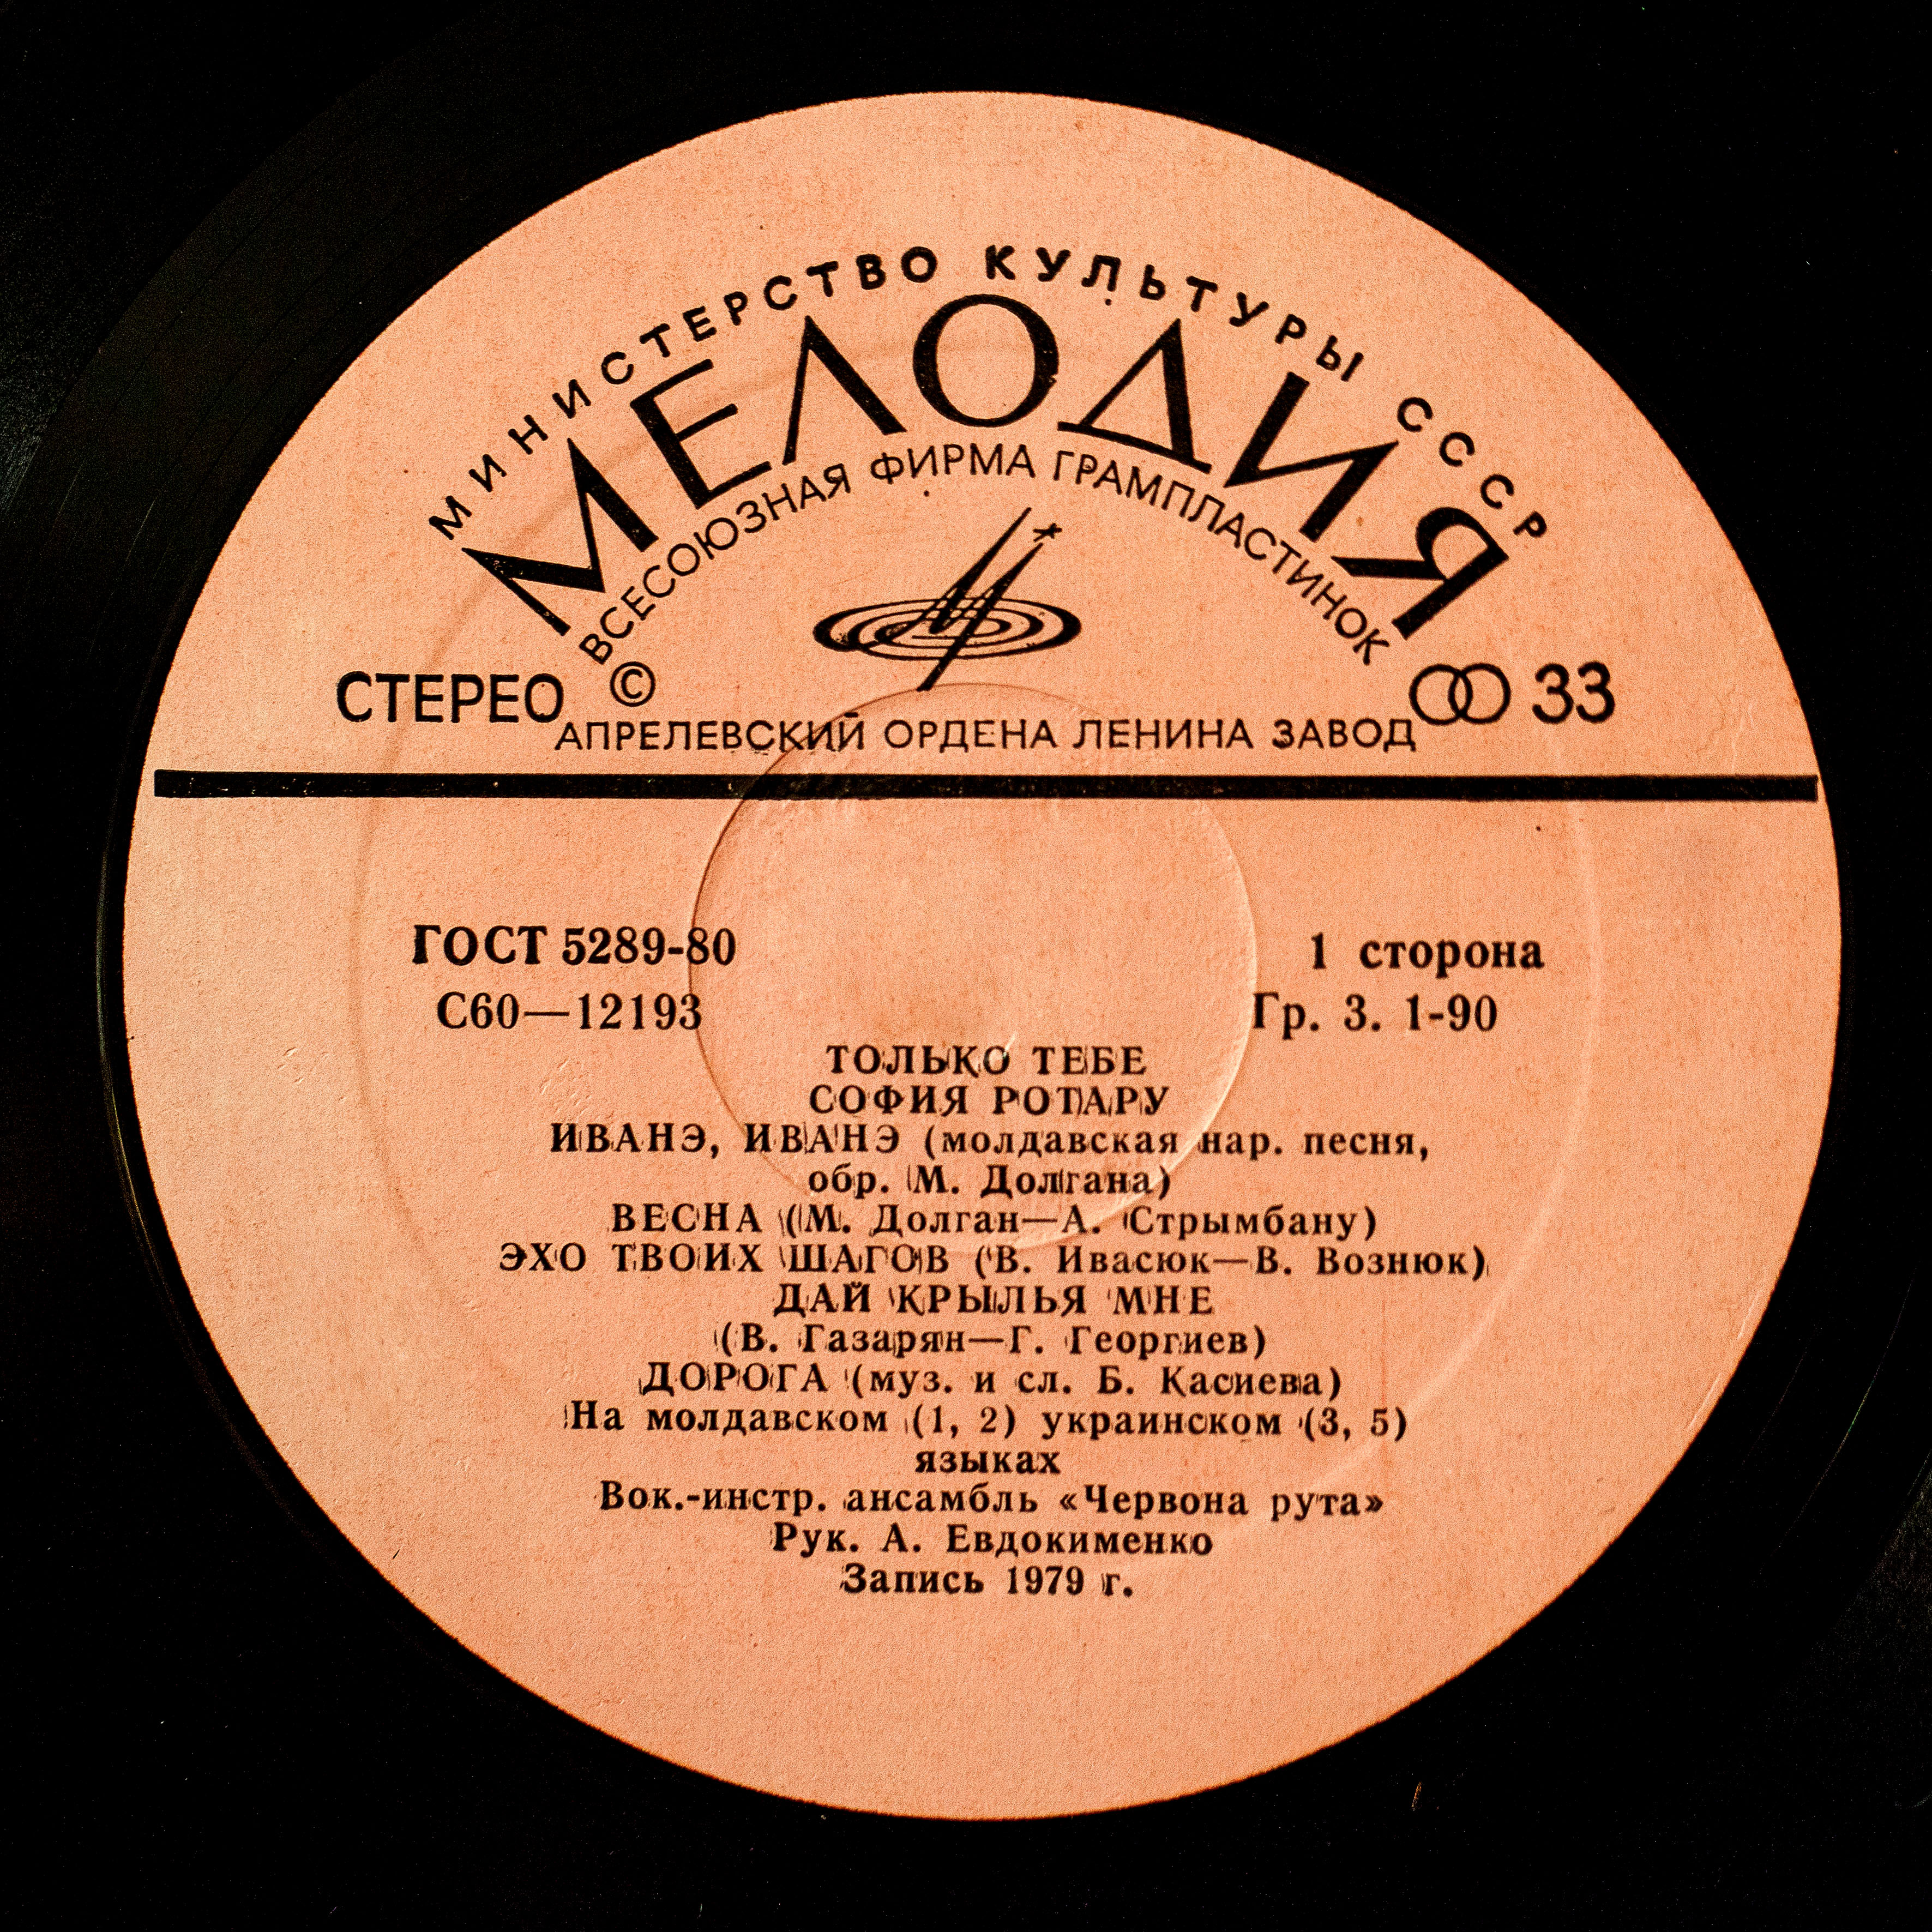 МИНИСТЕРСТВО КУЛЬТУРЫ СССР
МЕЛОДИЯ
ВСЕСОЮЗНАЯ ФИРМА ГРАМПЛАСТИНОК
СТЕРЕО © 33
АПРЕЛЕВСКИЙ ОРДЕНА ЛЕНИНА ЗАВОД
ГОСТ 5289-80 1 сторона
С60—12193 Гр. 3. 1-90
ТОЛЬКО ТЕБЕ
СОФИЯ РОТАРУ
ИВАНЭ, ИВАНЭ (молдавская нар. песня,
обр. М. Долгана)
ВЕСНА (М. Долган—А. Стрымбану)
ЭХО ТВОИХ ШАГОВ (В. Ивасюк—В. Вознюк)
ДАЙ КРЫЛЬЯ МНЕ
(В. Газарян—Г. Георгиев)
ДОРОГА (муз. и сл. Б. Касиева)
На молдавском (1, 2) украинском (3, 5)
языках
Вок.-инстр. ансамбль «Червона рута»
Рук. А. Евдокименко
Запись 1979 г.